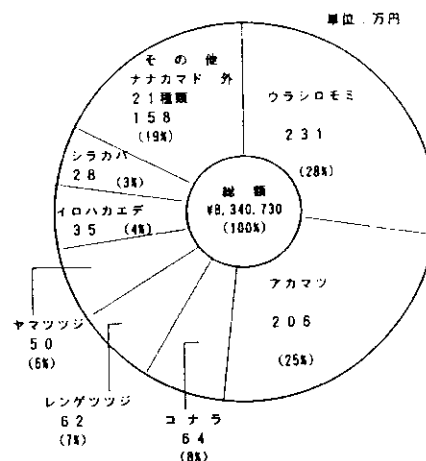 単位 万円
ウラシロモミ
231
(28%)
アカマツ
206
(25%)
コナラ
64
(8%)
レンゲツツジ
62
(7%)
ヤマツツジ
50
(6%)
イロハカエデ
35 (4%)
シラカバ
28 (3%)
その他
ナナカマド 外
21種類
158
(19%)
総額
¥8,340,730
(100%)